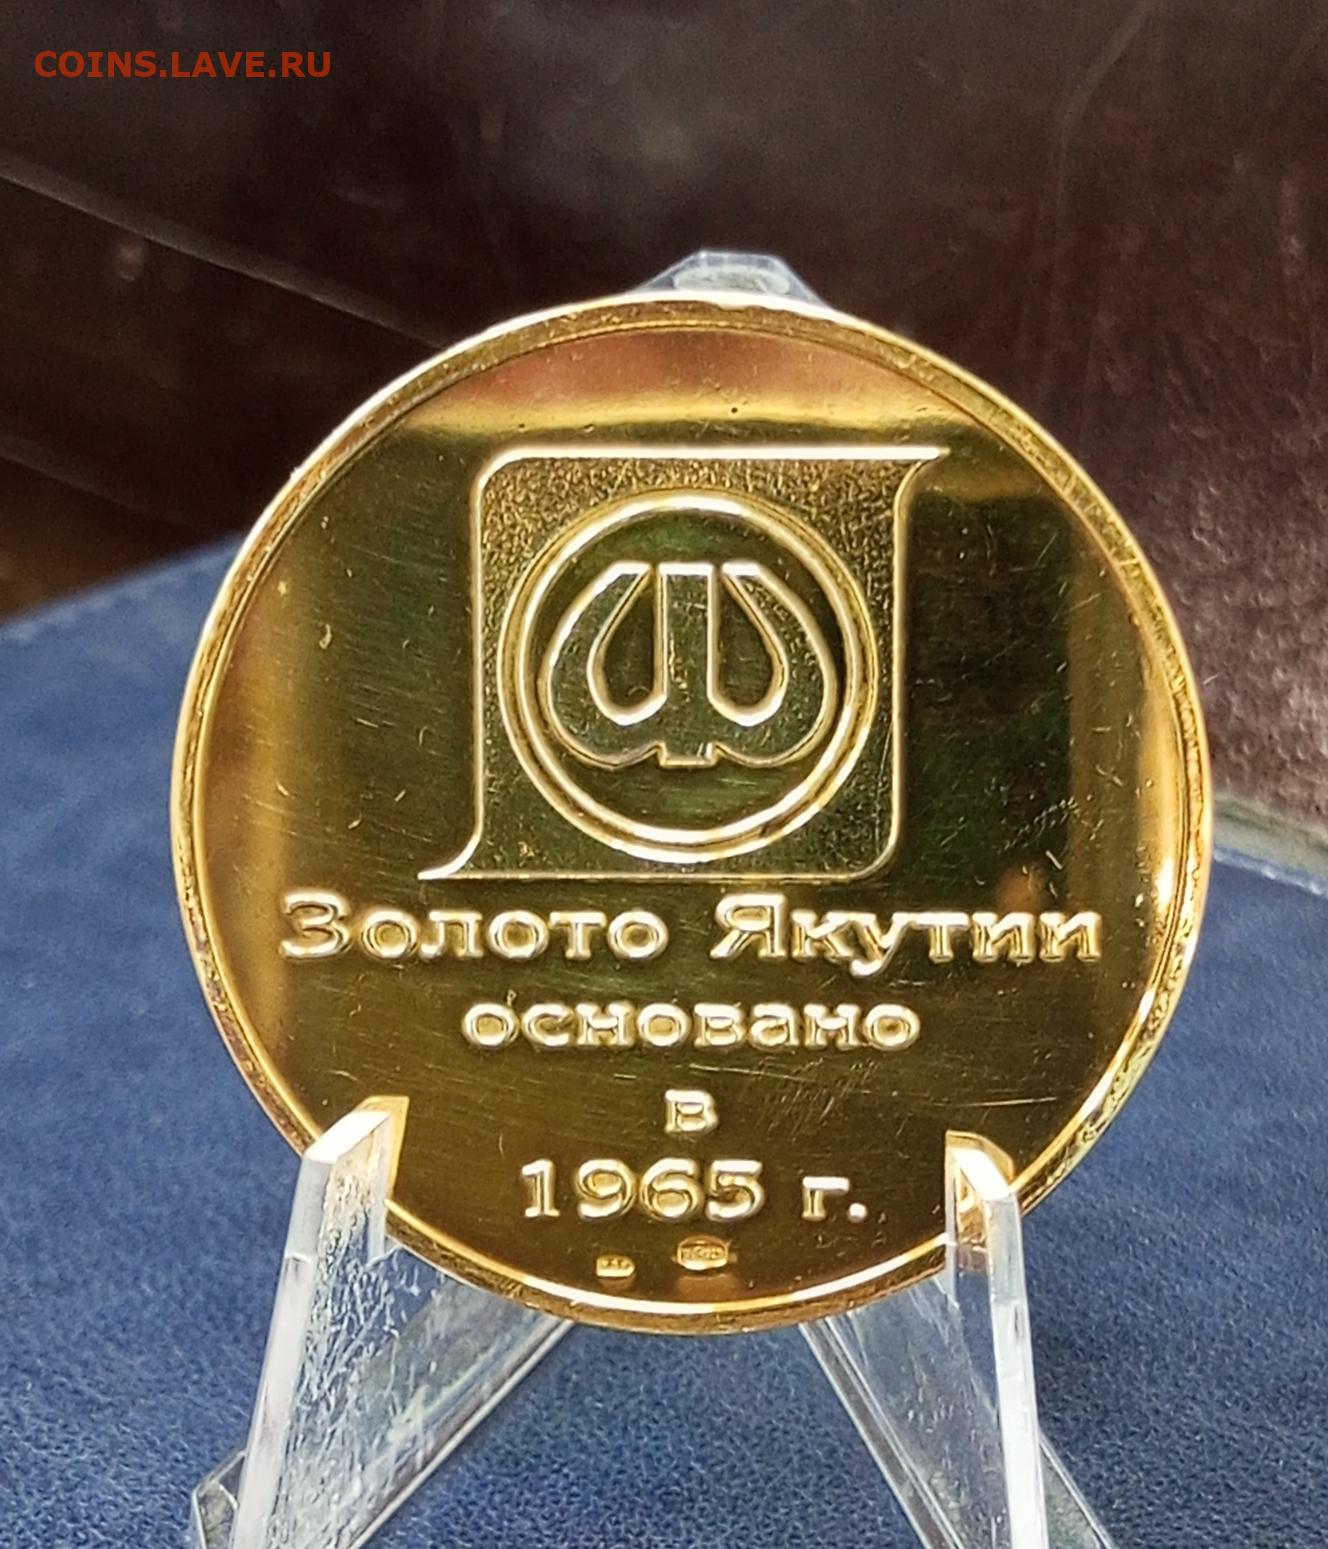 COINS.LAVE.RU
Золото Якутии
основано
в
1965 г.